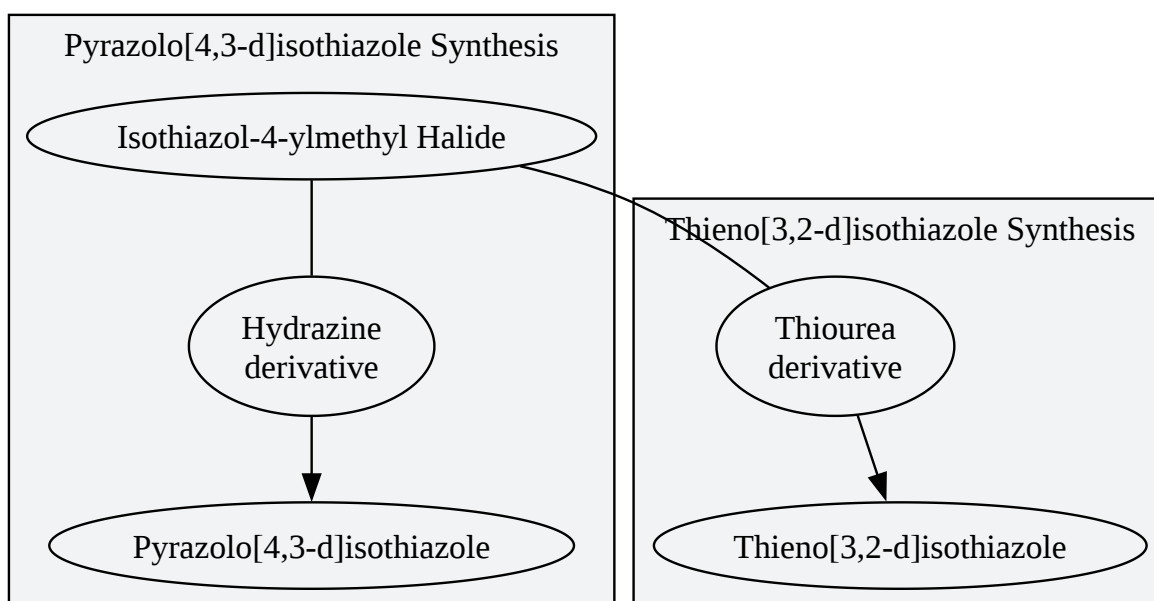 Pyrazolo[4,3-d]isothiazole Synthesis
Isothiazol-4-ylmethyl Halide
Thieno[3,2-d]isothiazole Synthesis
Hydrazine
derivative
Thiourea
derivative
Pyrazolo[4,3-d]isothiazole
Thieno[3,2-d]isothiazole